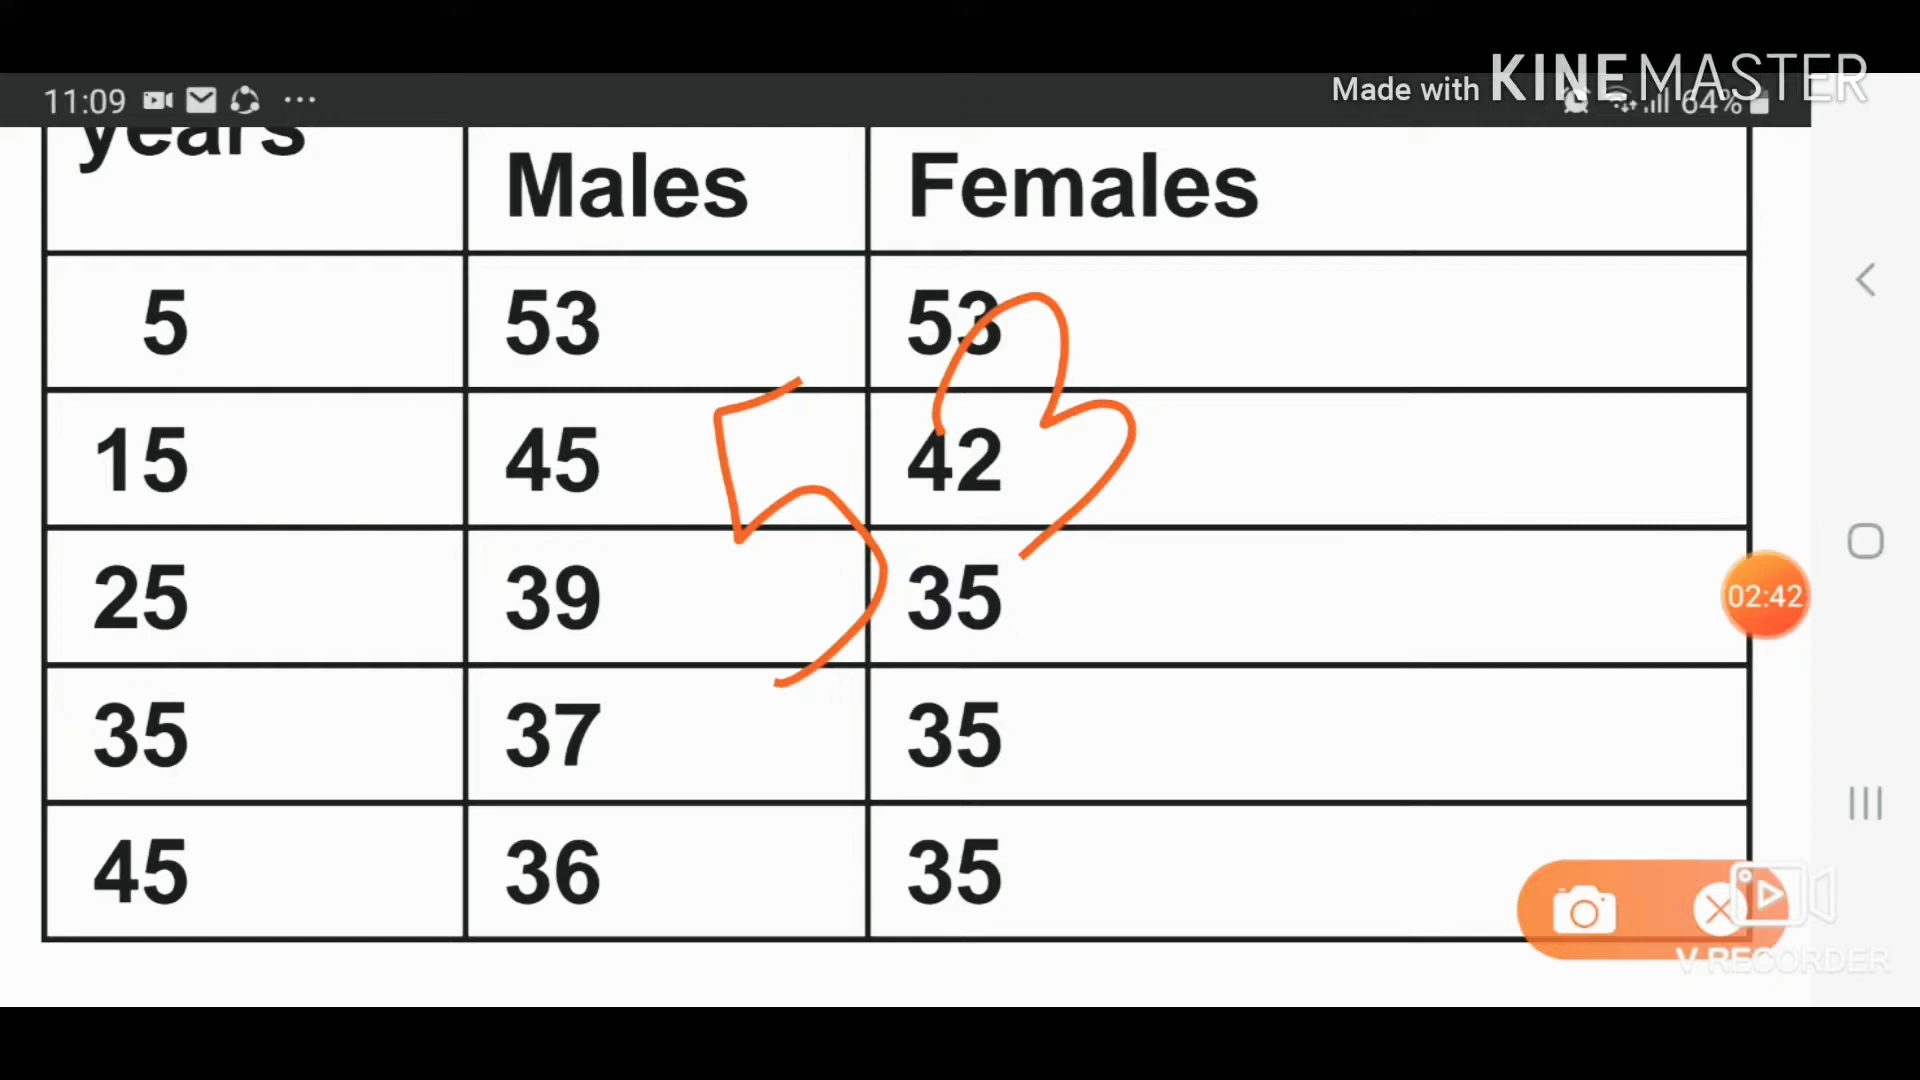 Made with KINEMASTER
11:09 64%
years Males Females
5 53 53
15 45 42
25 39 35
35 37 35
45 36 35
53
02:42
V RECORDER